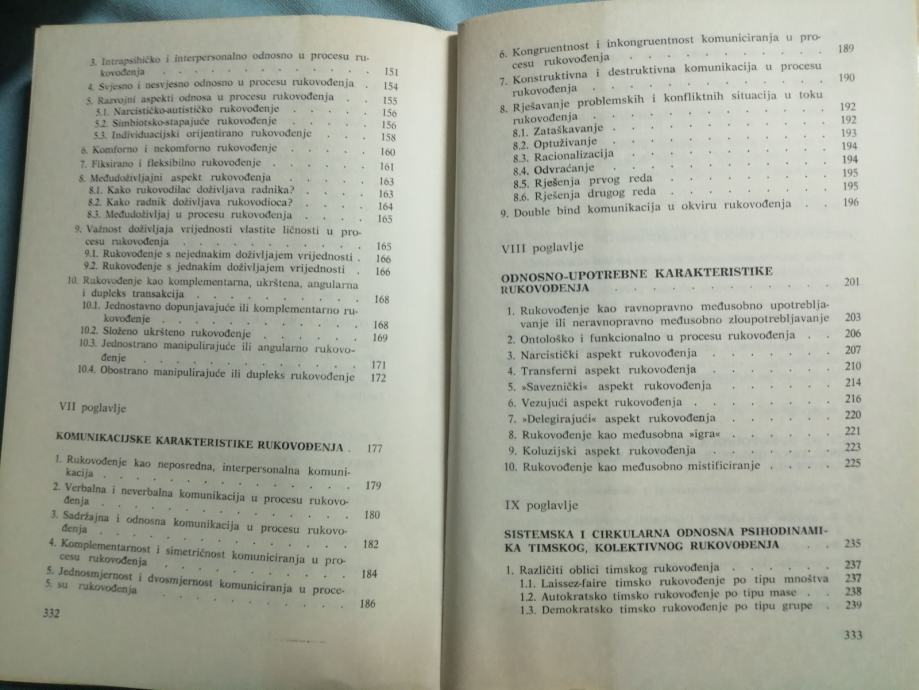 3. Intrapsihičko i interpersonalno odnosno u procesu ru-
kovođenja . . . . . . . . . . . . 151
4. Svjesno i nesvjesno odnosno u procesu rukovođenja . 154
5. Razvojni aspekti odnosa u procesu rukovođenja . . 155
5.1. Narcističko-autističko rukovođenje . . . . 156
5.2. Simbiotsko-stapajuće rukovođenje . . . . 156
5.3. Individuacijski orijentirano rukovođenje . . . 158
6. Komforno i nekomforno rukovođenje . . . . 160
7. Fiksirano i fleksibilno rukovođenje . . . . . 161
8. Međudoživljajni aspekt rukovođenja . . . . 163
8.1. Kako rukovodilac doživljava radnika? . . . 163
8.2. Kako radnik doživljava rukovodioca? . . . 164
8.3. Međudoživljaj u procesu rukovođenja . . . 165
9. Važnost doživljaja vrijednosti vlastite ličnosti u pro-
cesu rukovođenja . . . . . . . . . 165
9.1. Rukovođenje s nejednakim doživljajem vrijednosti . 166
9.2. Rukovođenje s jednakim doživljajem vrijednosti . 166
10. Rukovođenje kao komplementarna, ukrštena, angularna
i dupleks transakcija . . . . . . . . 168
10.1. Jednostavno dopunjavajuće ili komplementarno ru-
kovođenje . . . . . . . . . 168
10.2. Složeno ukršteno rukovođenje . . . . . 169
10.3. Jednostrano manipulirajuće ili angularno rukovo-
đenje . . . . . . . . . . 171
10.4. Obostrano manipulirajuće ili dupleks rukovođenje 172
VII poglavlje
KOMUNIKACIJSKE KARAKTERISTIKE RUKOVOĐENJA . 177
1. Rukovođenje kao neposredna, interpersonalna komuni-
kacija . . . . . . . . . . . 179
2. Verbalna i neverbalna komunikacija u procesu rukovo-
đenja . . . . . . . . . . . 180
3. Sadržajna i odnosna komunikacija u procesu rukovo-
đenja . . . . . . . . . . . 182
4. Komplementarnost i simetričnost komuniciranja u pro-
cesu rukovođenja . . . . . . . . . 184
5. Jednosmjernost i dvosmjernost komuniciranja u proce-
5. su rukovođenja . . . . . . . . . 186
332
6. Kongruentnost i inkongruentnost komuniciranja u pro-
cesu rukovođenja . . . . . . . . . 189
7. Konstruktivna i destruktivna komunikacija u procesu
rukovođenja . . . . . . . . . . 190
8. Rješavanje problemskih i konfliktnih situacija u toku
rukovođenja . . . . . . . . . . 192
8.1. Zataškavanje . . . . . . . . . 192
8.2. Optuživanje . . . . . . . . . 193
8.3. Racionalizacija . . . . . . . . 194
8.4. Odvraćanje . . . . . . . . . 194
8.5. Rješenja prvog reda . . . . . . . 195
8.6. Rješenja drugog reda . . . . . . . 195
9. Double bind komunikacija u okviru rukovođenja . . 196
VIII poglavlje
ODNOSNO-UPOTREBNE KARAKTERISTIKE
RUKOVOĐENJA . . . . . . . . . . 201
1. Rukovođenje kao ravnopravno međusobno upotreblja-
vanje ili neravnopravno međusobno zloupotrebljavanje 203
2. Ontološko i funkcionalno u procesu rukovođenja . 206
3. Narcistički aspekt rukovođenja . . . . . 207
4. Transferni aspekt rukovođenja . . . . . 210
5. »Saveznički« aspekt rukovođenja . . . . . 214
6. Vezujući aspekt rukovođenja . . . . . . 216
7. »Delegirajući« aspekt rukovođenja . . . . 220
8. Rukovođenje kao međusobna »igra« . . . . 221
9. Koluzijski aspekt rukovođenja . . . . . 223
10. Rukovođenje kao međusobno mistificiranje . . . . 225
IX poglavlje
SISTEMSKA I CIRKULARNA ODNOSNA PSIHODINAMI-
KA TIMSKOG, KOLEKTIVNOG RUKOVOĐENJA . . 235
1. Različiti oblici timskog rukovođenja . . . . 237
1.1. Laissez-faire timsko rukovođenje po tipu mnoštva 237
1.2. Autokratsko timsko rukovođenje po tipu mase . . 238
1.3. Demokratsko timsko rukovođenje po tipu grupe . 239
333